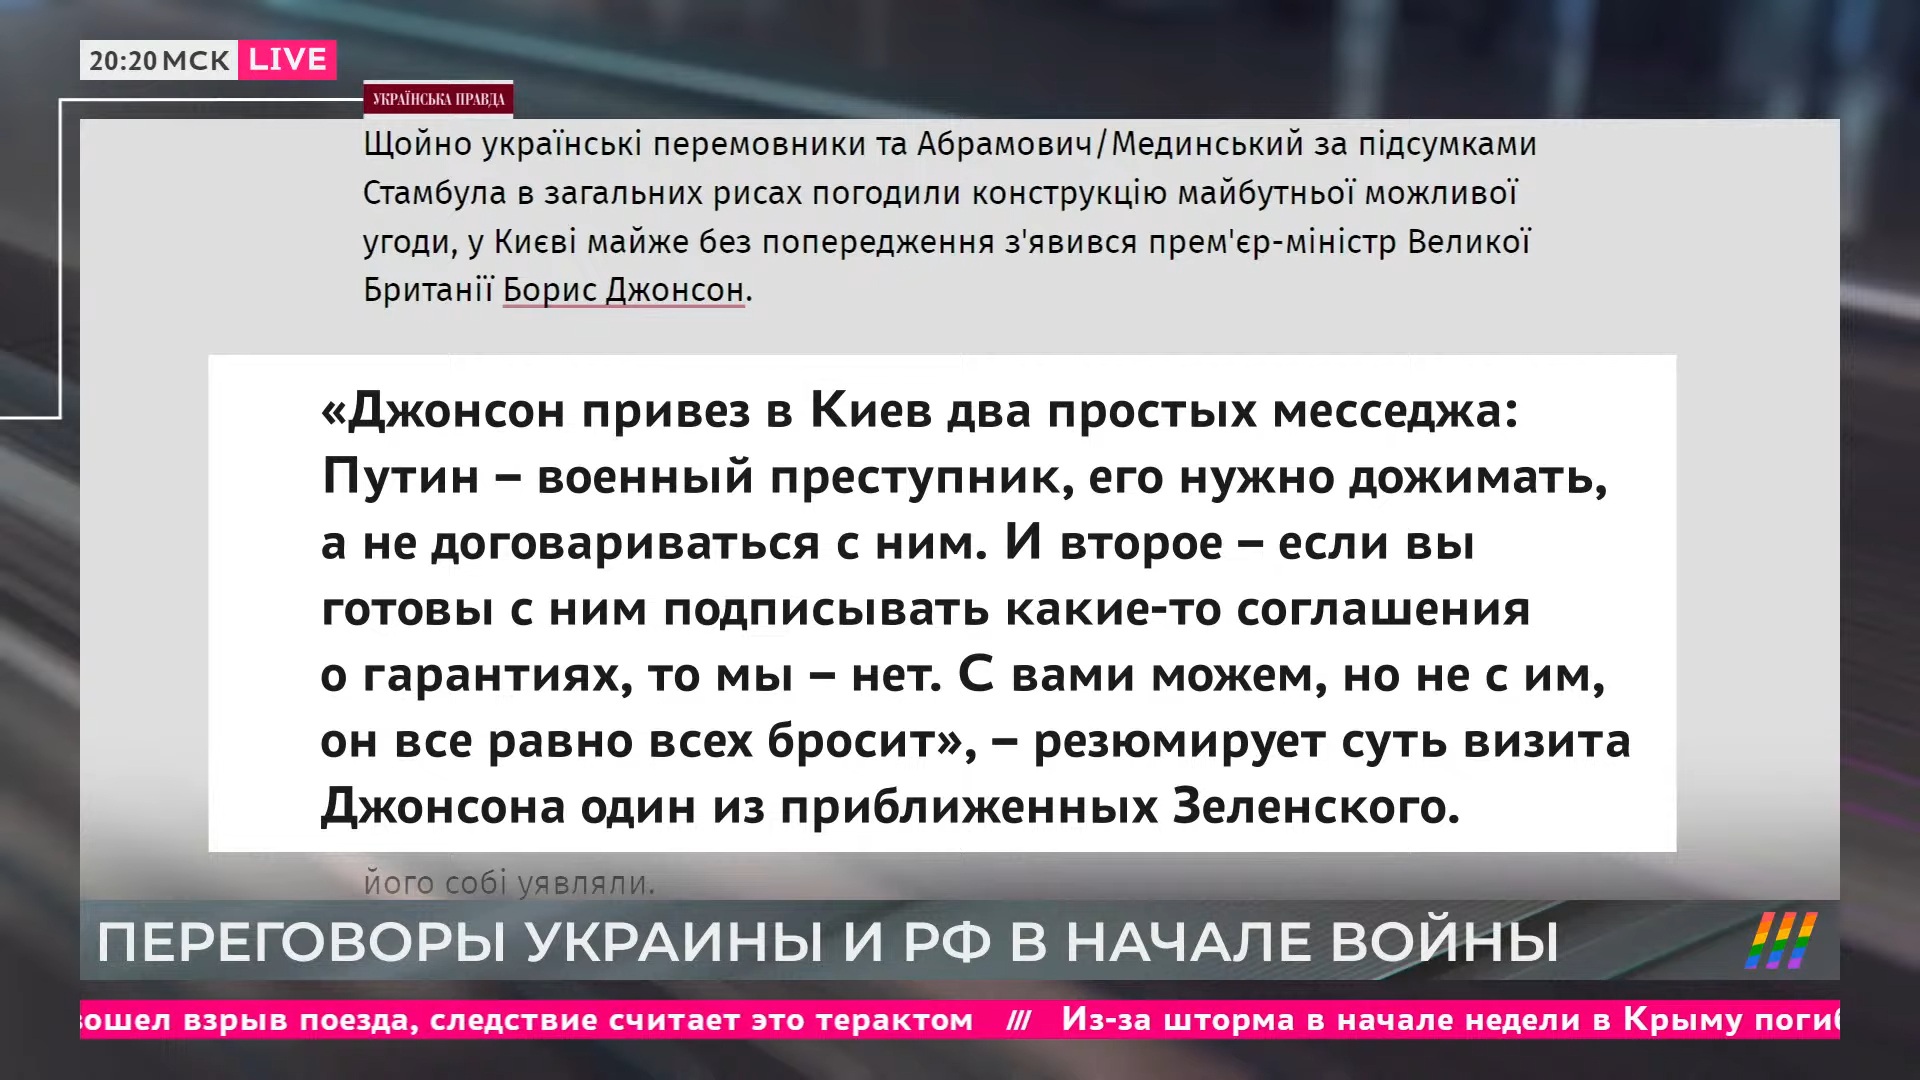 20:20 МСК LIVE
УКРАЇНСЬКА ПРАВДА
Щойно українські перемовники та Абрамович/Мединський за підсумками
Стамбула в загальних рисах погодили конструкцію майбутньої можливої
угоди, у Києві майже без попередження з'явився прем'єр-міністр Великої
Британії Борис Джонсон.
«Джонсон привез в Киев два простых месседжа:
Путин – военный преступник, его нужно дожимать,
а не договариваться с ним. И второе – если вы
готовы с ним подписывать какие-то соглашения
о гарантиях, то мы – нет. С вами можем, но не с им,
он все равно всех бросит», – резюмирует суть визита
Джонсона один из приближенных Зеленского.
його собі уявляли.
ПЕРЕГОВОРЫ УКРАИНЫ И РФ В НАЧАЛЕ ВОЙНЫ
взрыв поезда, следствие считает это терактом /// Из-за шторма в начале недели в Крыму